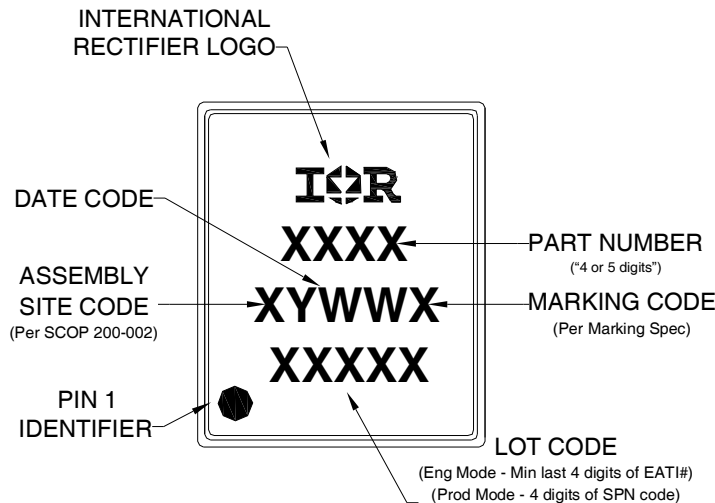 INTERNATIONAL
RECTIFIER LOGO
IOR
DATE CODE
XXXX
PART NUMBER
("4 or 5 digits")
ASSEMBLY
SITE CODE
(Per SCOP 200-002)
XYWWX
MARKING CODE
(Per Marking Spec)
XXXXX
PIN 1
IDENTIFIER
LOT CODE
(Eng Mode - Min last 4 digits of EATI#)
(Prod Mode - 4 digits of SPN code)